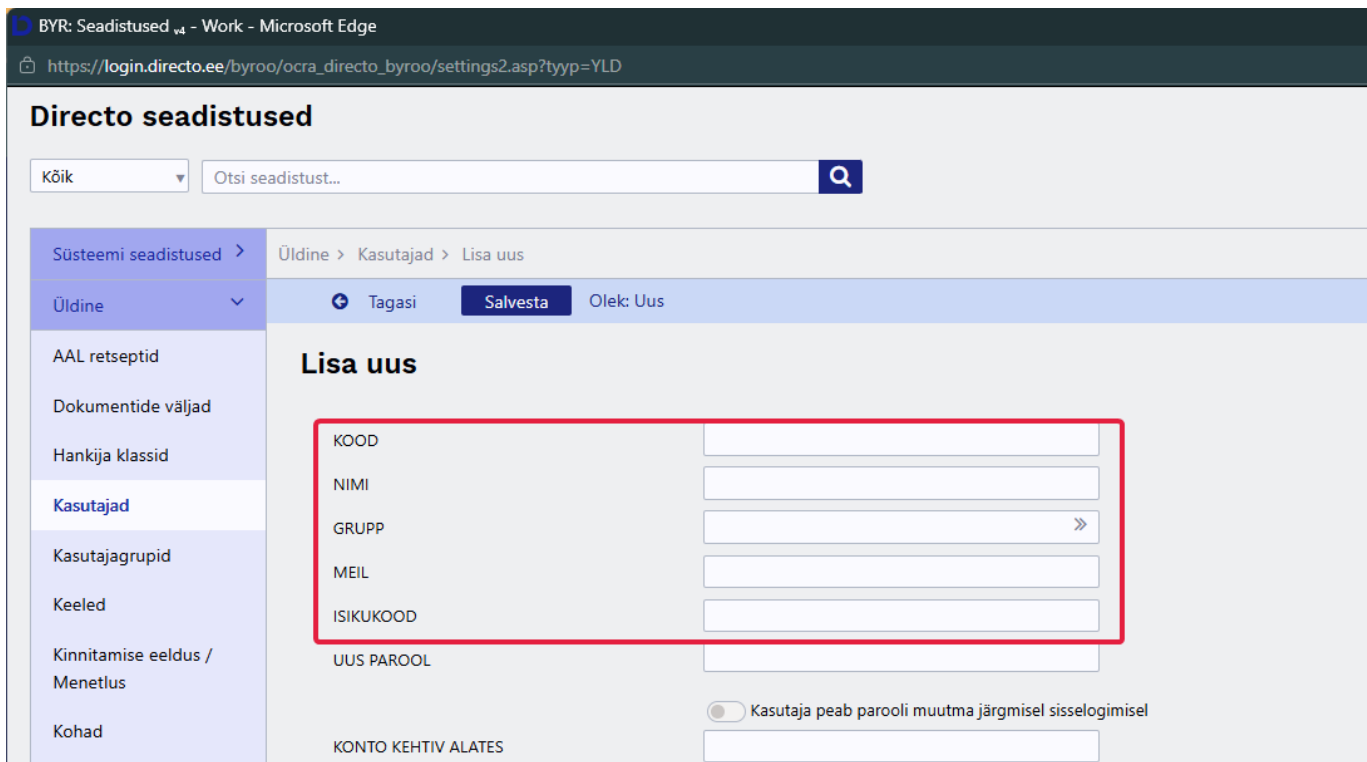 BYR: Seadistused v4 - Work - Microsoft Edge
https://login.directo.ee/byroo/ocra_directo_byroo/settings2.asp?tyyp=YLD
Directo seadistused
Kõik
Otsi seadistust...
Süsteemi seadistused
Üldine > Kasutajad > Lisa uus
Üldine
Tagasi Salvesta Olek: Uus
AAL retseptid
Dokumentide väljad
Hankija klassid
Kasutajad
Kasutajagrupid
Keeled
Kinnitamise eeldus /
Menetlus
Kohad
Lisa uus
KOOD
NIMI
GRUPP
MEIL
ISIKUKOOD
UUS PAROOL
Kasutaja peab parooli muutma järgmisel sisselogimisel
KONTO KEHTIV ALATES